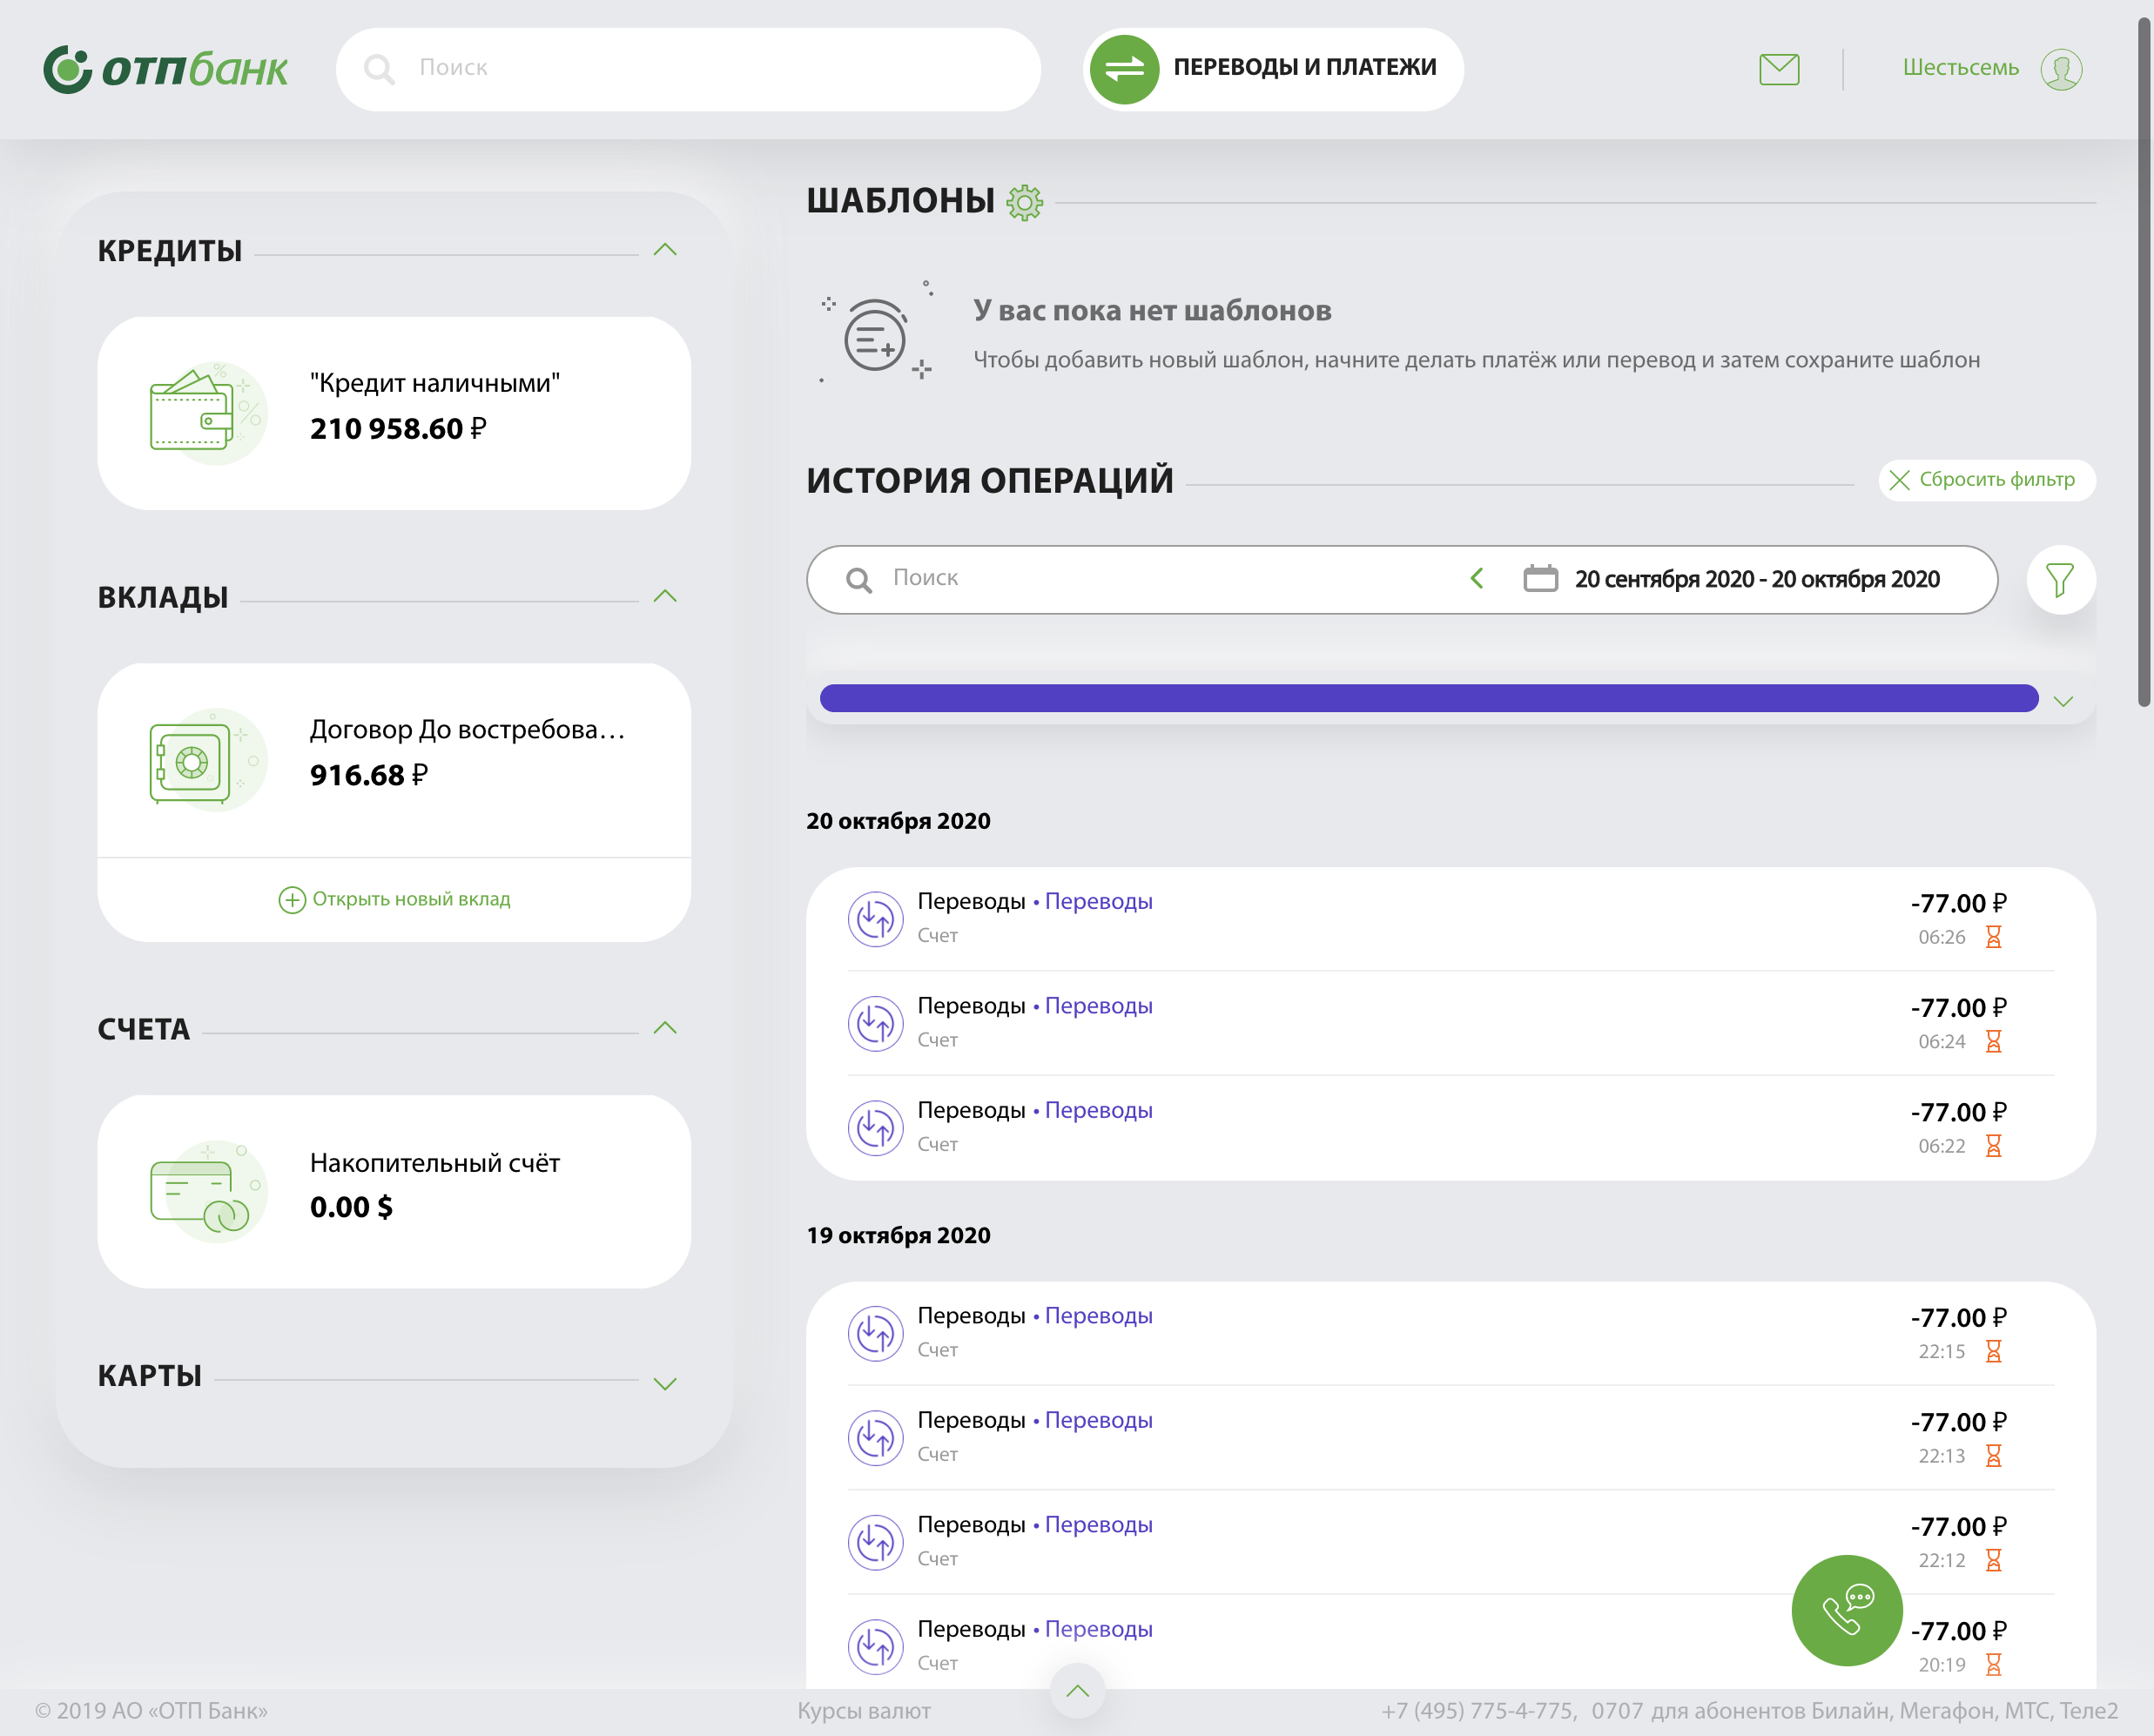 ОТПбанк
Поиск
ПЕРЕВОДЫ И ПЛАТЕЖИ
Шестьсемь
КРЕДИТЫ
"Кредит наличными"
210 958.60 ₽
ВКЛАДЫ
Договор До востребова...
916.68 ₽
Открыть новый вклад
СЧЕТА
Накопительный счёт
0.00 $
КАРТЫ
ШАБЛОНЫ
У вас пока нет шаблонов
Чтобы добавить новый шаблон, начните делать платёж или перевод и затем сохраните шаблон
ИСТОРИЯ ОПЕРАЦИЙ
Сбросить фильтр
Поиск
20 сентября 2020 - 20 октября 2020
20 октября 2020
Переводы • Переводы
-77.00 ₽
Счет
06:26
Переводы • Переводы
-77.00 ₽
Счет
06:24
Переводы • Переводы
-77.00 ₽
Счет
06:22
19 октября 2020
Переводы • Переводы
-77.00 ₽
Счет
22:15
Переводы • Переводы
-77.00 ₽
Счет
22:13
Переводы • Переводы
-77.00 ₽
Счет
22:12
Переводы • Переводы
-77.00 ₽
Счет
20:19
© 2019 АО «ОТП Банк»
Курсы валют
+7 (495) 775-4-775, 0707 для абонентов Билайн, Мегафон, МТС, Теле2